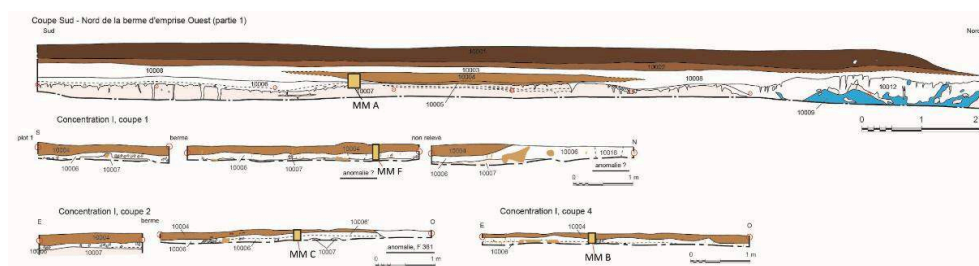 Coupe Sud - Nord de la berme d'emprise Ouest (partie 1)
Sud
Nord
10001
10002
10008
10003
10008
10006
10004
10007
10012
MM A
10005
10009
0 1 2
Concentration I, coupe 1
plot 1
S
berme
non relevé
N
10004
10004
10004
10006
10016
10006
10007
10006
10007
anomalie ?
MM F
10006
10007
anomalie ?
0 1 m
Concentration I, coupe 2
Concentration I, coupe 4
E
berme
O
E
O
10004
10006'
10004
10006
10007
10006
MM C
10007
anomalie, F 381
10006
10007
MM B
0 1 m
0 1 m